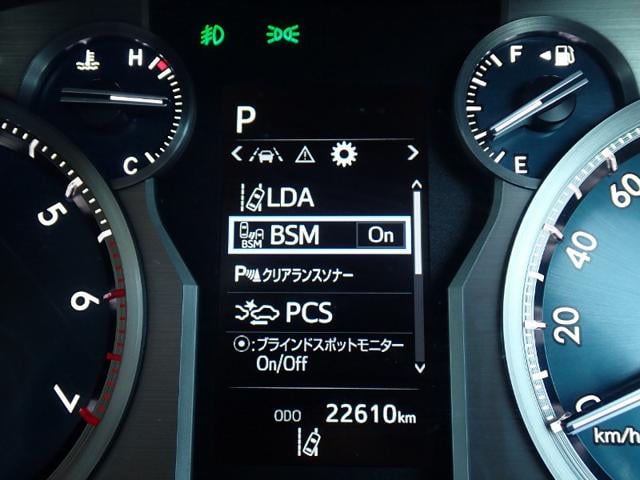 H
C
F
E
P
LDA
BSM
BSM On
Pクリアランスソナー
PCS
:ブラインドスポットモニター
On/Off
ODO 22610km
5
6
7
60
40
20
0
km/h